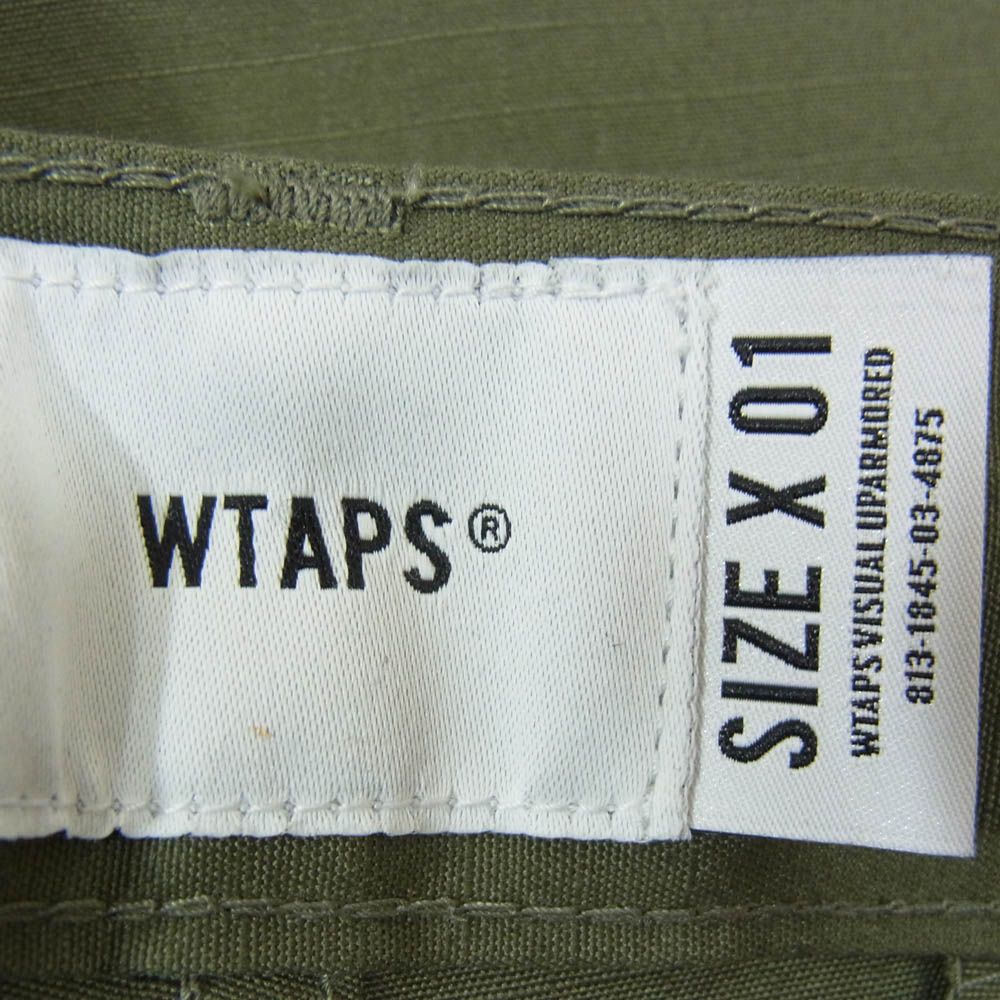 WTAPS®
SIZE X 01
WTAPS VISUAL UPARMORED
813-1845-03-4875